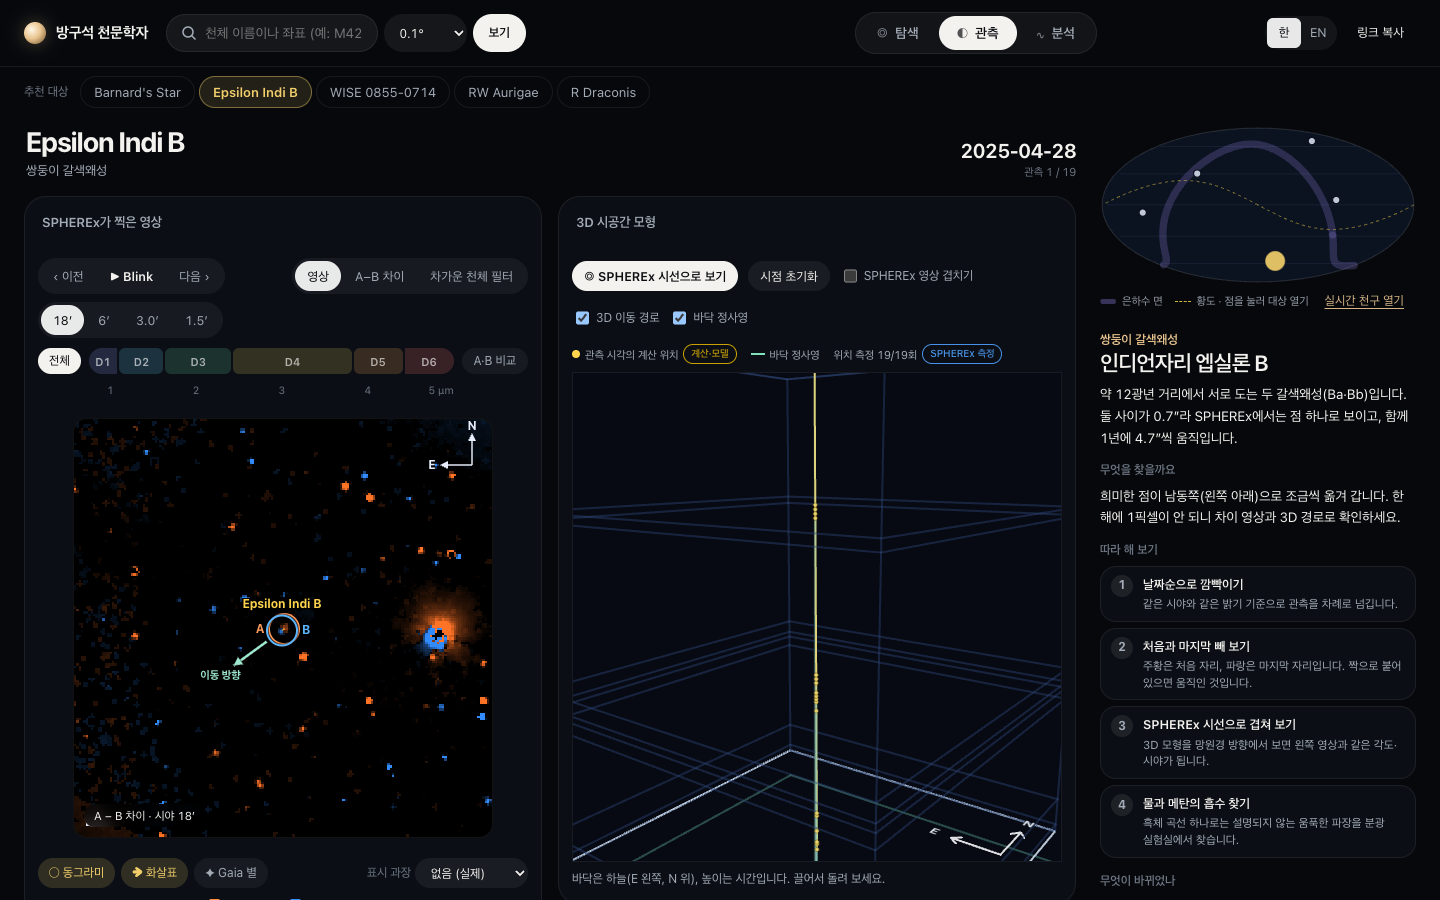 방구석 천문학자
천체 이름이나 좌표 (예: M42
0.1°
보기
탐색
관측
분석
한
EN
링크 복사
추천 대상
Barnard's Star
Epsilon Indi B
WISE 0855-0714
RW Aurigae
R Draconis
Epsilon Indi B
쌍둥이 갈색왜성
2025-04-28
관측 1 / 19
SPHEREx가 찍은 영상
‹ 이전
▶ Blink
다음 ›
영상
A−B 차이
차가운 천체 필터
18′
6′
3.0′
1.5′
전체
D1
D2
D3
D4
D5
D6
A·B 비교
1
2
3
4
5 µm
N
E
Epsilon Indi B
A
B
이동 방향
A − B 차이 · 시야 18′
동그라미
화살표
Gaia 별
표시 과장
없음 (실제)
3D 시공간 모형
SPHEREx 시선으로 보기
시점 초기화
SPHEREx 영상 겹치기
3D 이동 경로
바닥 정사영
관측 시각의 계산 위치
계산·모델
바닥 정사영
위치 측정 19/19회
SPHEREx 측정
E
N
바닥은 하늘(E 왼쪽, N 위), 높이는 시간입니다. 끌어서 돌려 보세요.
은하수 면
---- 황도 · 점을 눌러 대상 열기
실시간 천구 열기
쌍둥이 갈색왜성
인디언자리 엡실론 B
약 12광년 거리에서 서로 도는 두 갈색왜성(Ba·Bb)입니다.
둘 사이가 0.7″라 SPHEREx에서는 점 하나로 보이고, 함께
1년에 4.7″씩 움직입니다.
무엇을 찾을까요
희미한 점이 남동쪽(왼쪽 아래)으로 조금씩 옮겨 갑니다. 한
해에 1픽셀이 안 되니 차이 영상과 3D 경로로 확인하세요.
따라 해 보기
1
날짜순으로 깜빡이기
같은 시야와 같은 밝기 기준으로 관측을 차례로 넘깁니다.
2
처음과 마지막 빼 보기
주황은 처음 자리, 파랑은 마지막 자리입니다. 짝으로 붙어
있으면 움직인 것입니다.
3
SPHEREx 시선으로 겹쳐 보기
3D 모형을 망원경 방향에서 보면 왼쪽 영상과 같은 각도·
시야가 됩니다.
4
물과 메탄의 흡수 찾기
흑체 곡선 하나로는 설명되지 않는 움푹한 파장을 분광
실험실에서 찾습니다.
무엇이 바뀌었나